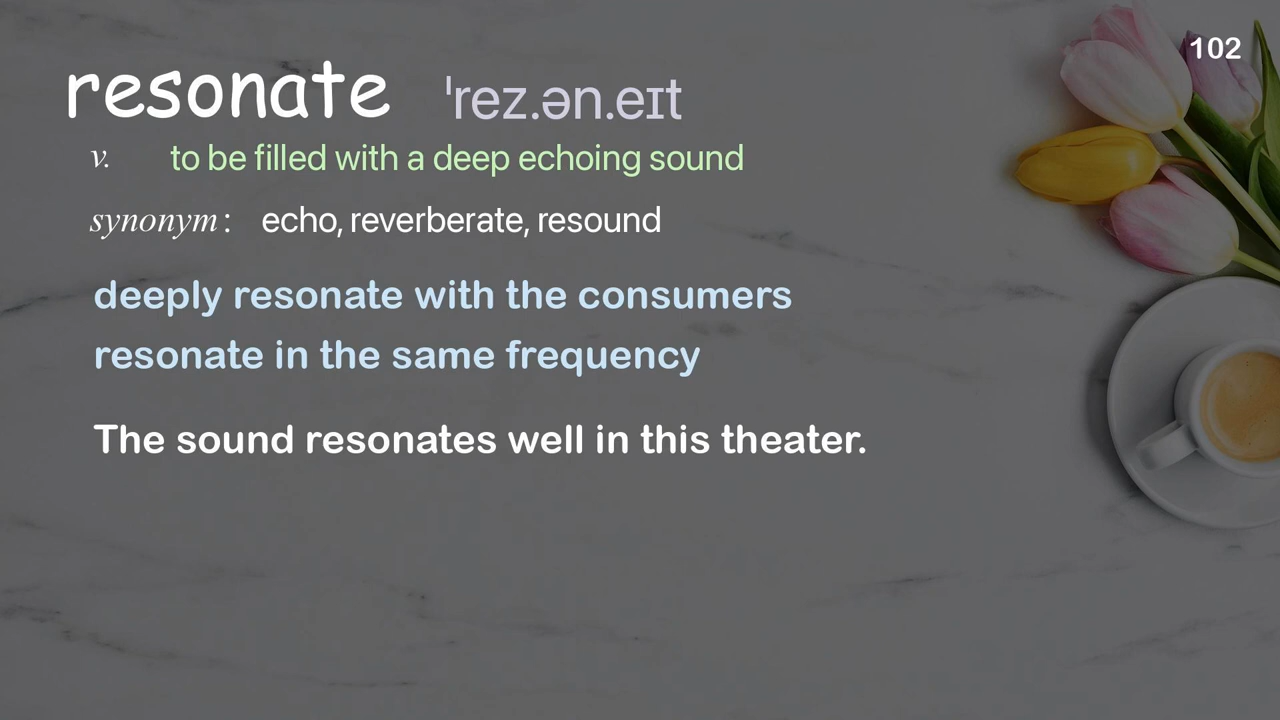 102
resonate ˈrez.ən.eɪt
v. to be filled with a deep echoing sound
synonym: echo, reverberate, resound
deeply resonate with the consumers
resonate in the same frequency
The sound resonates well in this theater.